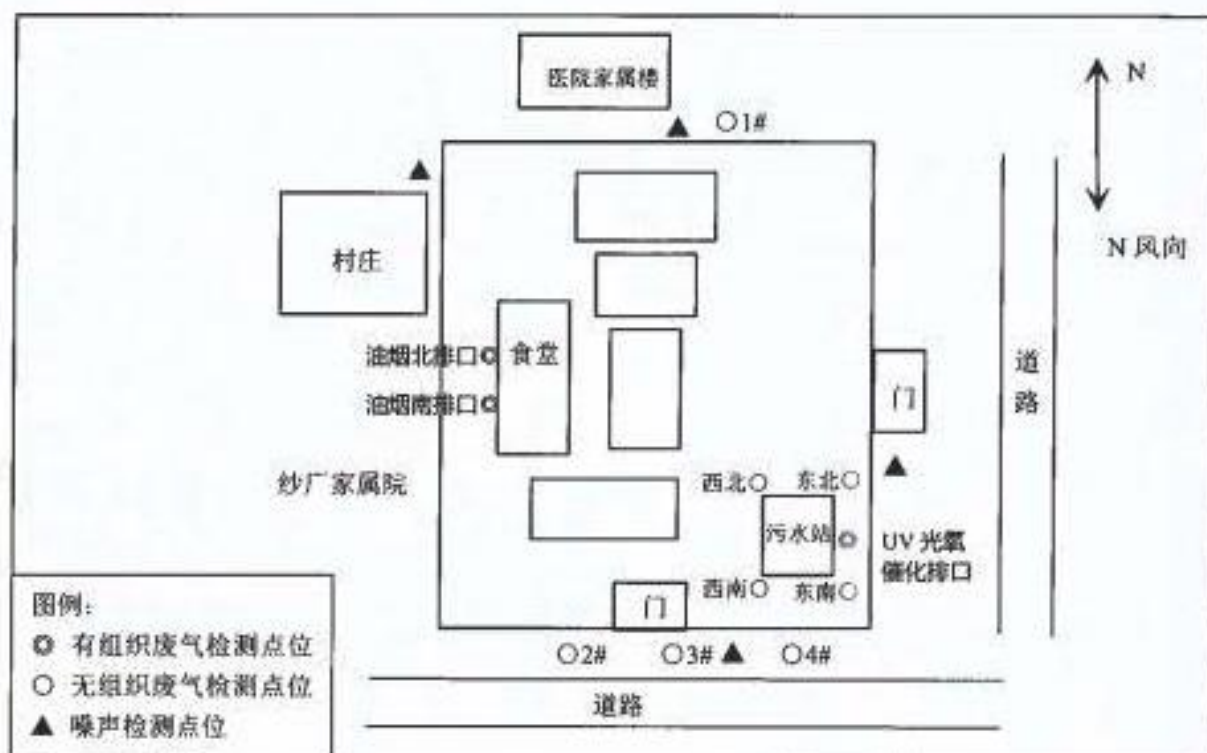 医院家属楼
○1#
N
N 风向
村庄
油烟北排口
食堂
油烟南排口
门
道路
纱厂家属院
西北
东北
污水站
UV 光氧
催化排口
西南
东南
门
○2#
○3#
○4#
道路
图例:
◎ 有组织废气检测点位
○ 无组织废气检测点位
▲ 噪声检测点位